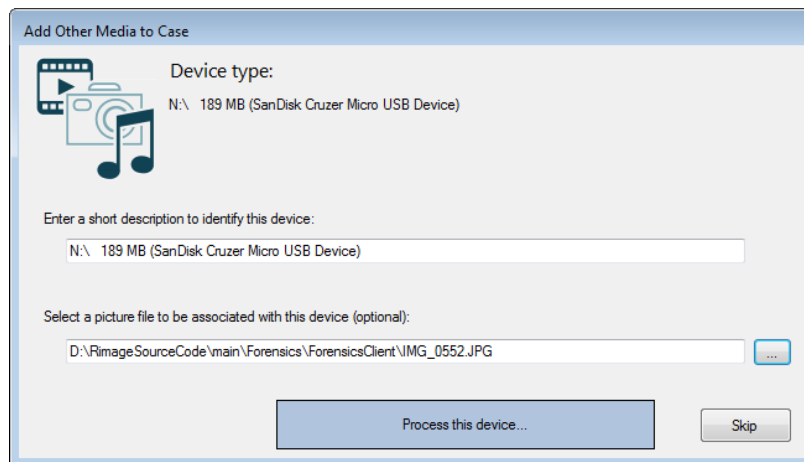 Add Other Media to Case
Device type:
N:\ 189 MB (SanDisk Cruzer Micro USB Device)
Enter a short description to identify this device:
N:\ 189 MB (SanDisk Cruzer Micro USB Device)
Select a picture file to be associated with this device (optional):
D:\RimageSourceCode\main\Forensics\ForensicsClient\IMG_0552.JPG
...
Process this device...
Skip